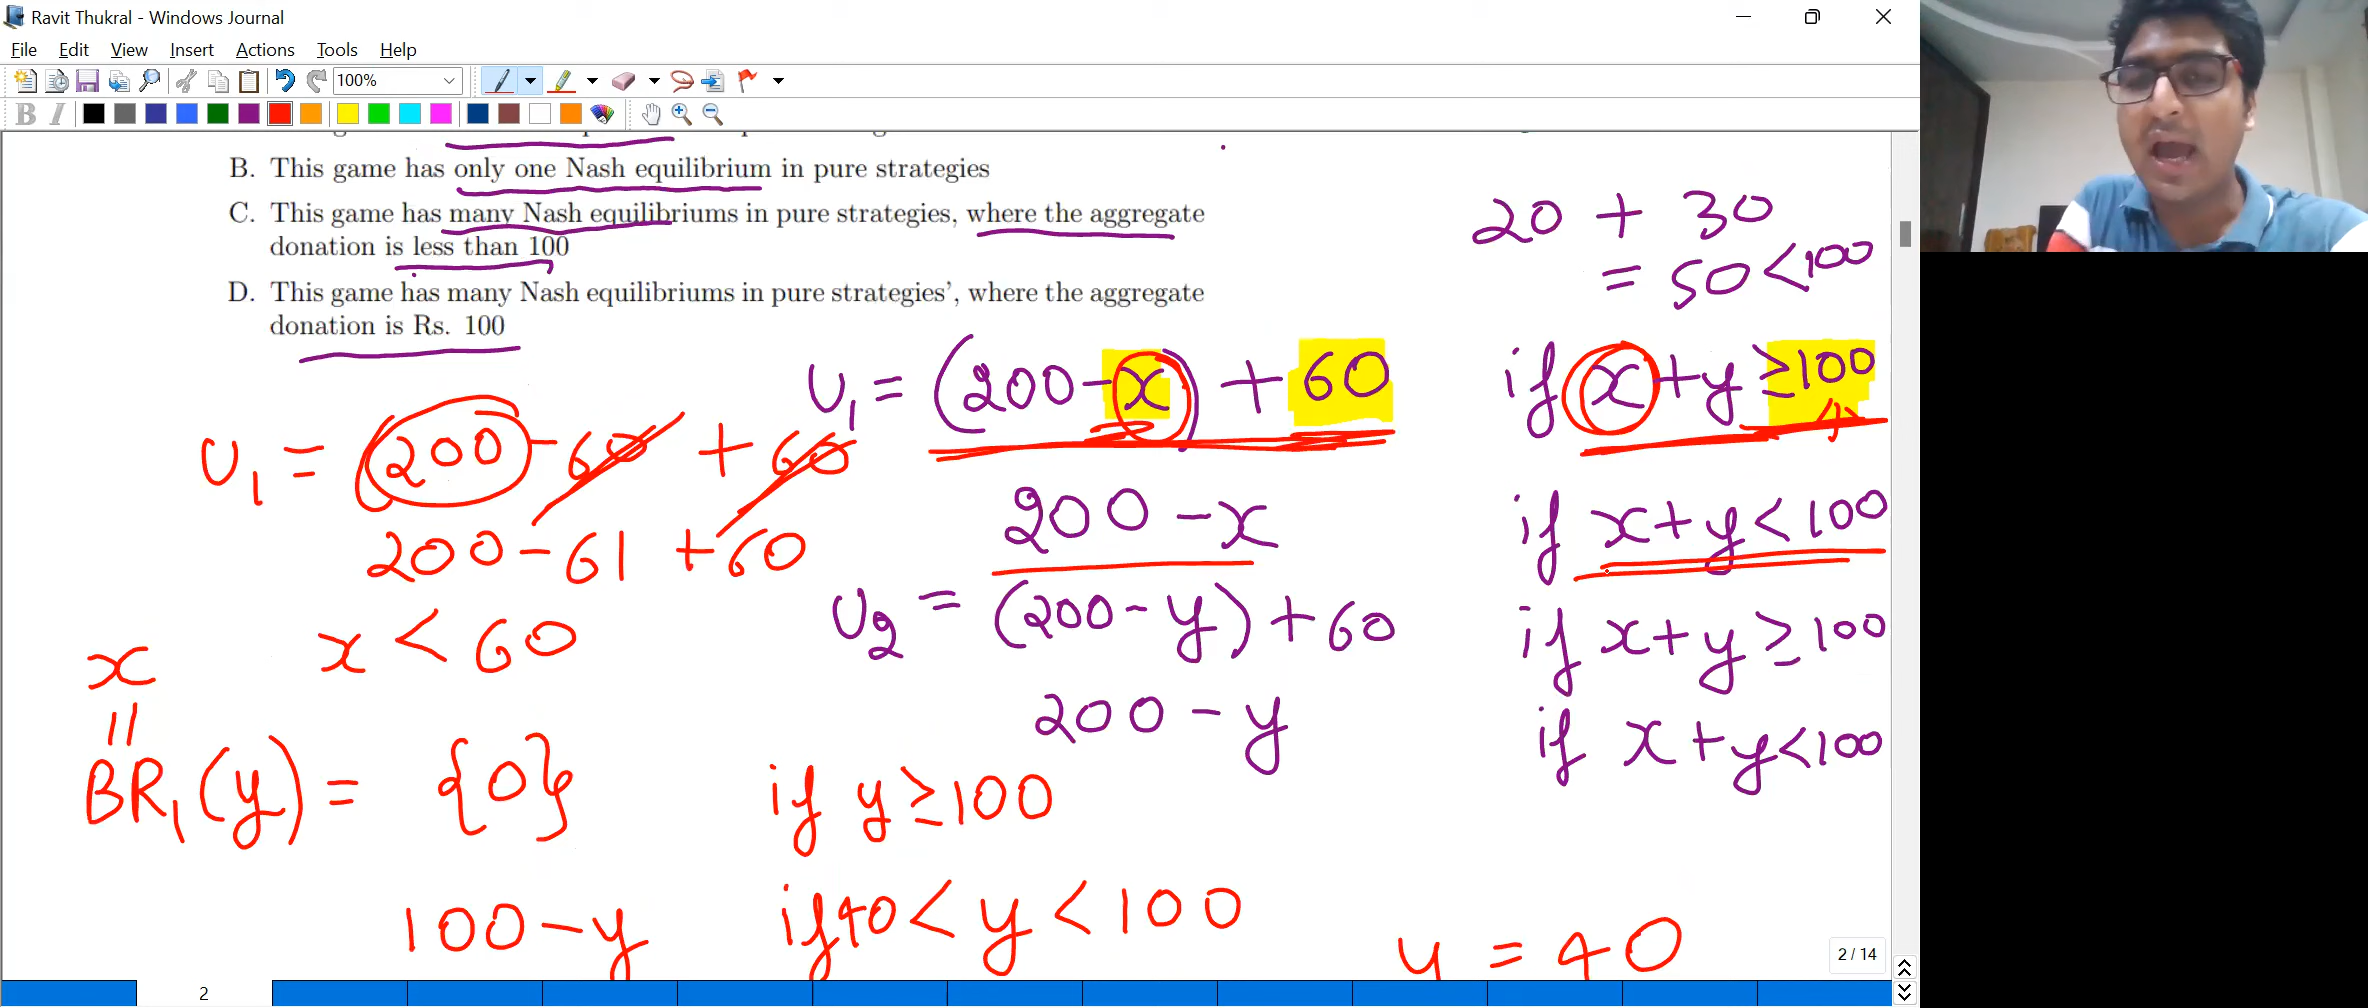 Ravit Thukral - Windows Journal
File Edit View Insert Actions Tools Help
100%
B I
B. This game has only one Nash equilibrium in pure strategies
C. This game has many Nash equilibriums in pure strategies, where the aggregate
donation is less than 100
D. This game has many Nash equilibriums in pure strategies', where the aggregate
donation is Rs. 100
20 + 30
= 50 < 100
U₁ = (200 - x) + 60 if x + y ≥ 100
U₁ = 200 - 60 + 60
200 - x if x + y < 100
200 - 61 + 60
U₂ = (200 - y) + 60 if x + y ≥ 100
x < 60
x
=
200 - y if x + y < 100
BR₁(y) = {0} if y ≥ 100
100 - y if 40 < y < 100
y = 40
2 / 14
2